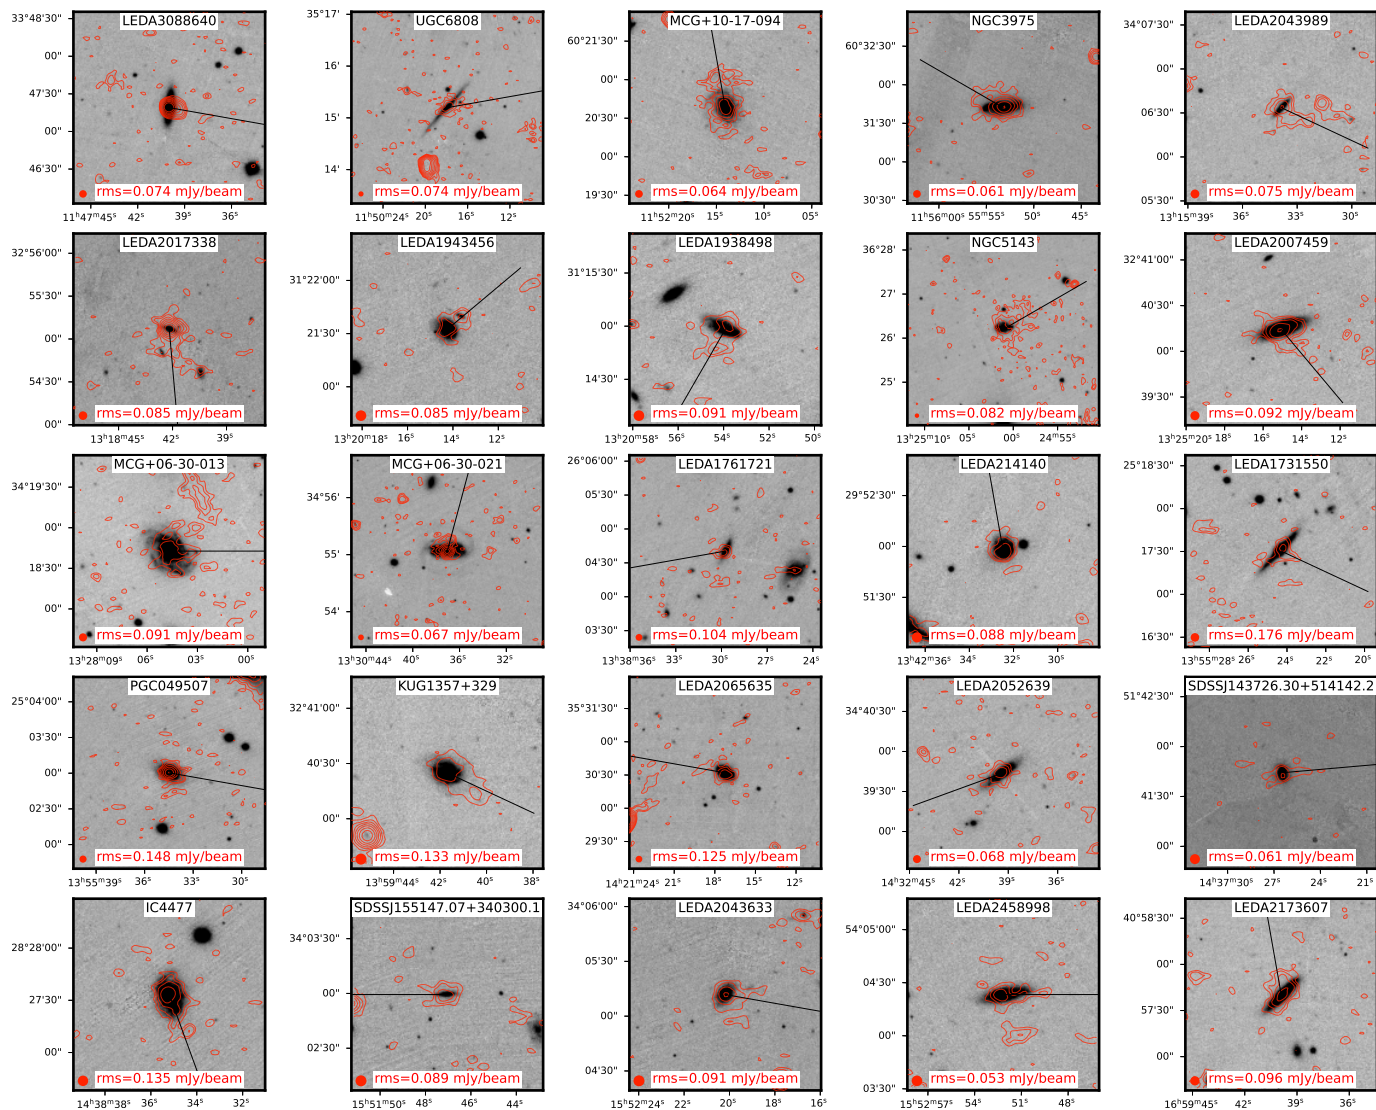 LEDA3088640
33°48'30"
00"
47'30"
00"
46'30"
rms=0.074 mJy/beam
11ʰ47ᵐ45ˢ 42ˢ 39ˢ 36ˢ
UGC6808
35°17'
16'
15'
14'
rms=0.074 mJy/beam
11ʰ50ᵐ24ˢ 20ˢ 16ˢ 12ˢ
MCG+10-17-094
60°21'30"
00"
20'30"
00"
19'30"
rms=0.064 mJy/beam
11ʰ52ᵐ20ˢ 15ˢ 10ˢ 05ˢ
NGC3975
60°32'30"
00"
31'30"
00"
30'30"
rms=0.061 mJy/beam
11ʰ56ᵐ00ˢ 55ˢ55ˢ 50ˢ 45ˢ
LEDA2043989
34°07'30"
00"
06'30"
00"
05'30"
rms=0.075 mJy/beam
13ʰ15ᵐ39ˢ 36ˢ 33ˢ 30ˢ
LEDA2017338
32°56'00"
55'30"
00"
54'30"
00"
rms=0.085 mJy/beam
13ʰ18ᵐ45ˢ 42ˢ 39ˢ
LEDA1943456
31°22'00"
21'30"
00"
rms=0.085 mJy/beam
13ʰ20ᵐ18ˢ 16ˢ 14ˢ 12ˢ
LEDA1938498
31°15'30"
00"
14'30"
rms=0.091 mJy/beam
13ʰ20ᵐ58ˢ 56ˢ 54ˢ 52ˢ 50ˢ
NGC5143
36°28'
27'
26'
25'
rms=0.082 mJy/beam
13ʰ25ᵐ10ˢ 05ˢ 00ˢ 24ᵐ55ˢ
LEDA2007459
32°41'00"
40'30"
00"
39'30"
rms=0.092 mJy/beam
13ʰ25ᵐ20ˢ 18ˢ 15ˢ 12ˢ
MCG+06-30-013
34°19'30"
00"
18'30"
00"
rms=0.091 mJy/beam
13ʰ28ᵐ09ˢ 06ˢ 03ˢ 00ˢ
MCG+06-30-021
34°56'
55'
54'
rms=0.067 mJy/beam
13ʰ30ᵐ44ˢ 40ˢ 36ˢ 32ˢ
LEDA1761721
26°06'00"
05'30"
00"
04'30"
00"
03'30"
rms=0.104 mJy/beam
13ʰ38ᵐ36ˢ 33ˢ 30ˢ 27ˢ 24ˢ
LEDA214140
29°52'30"
00"
51'30"
rms=0.088 mJy/beam
13ʰ42ᵐ36ˢ 34ˢ 32ˢ 30ˢ
LEDA1731550
25°18'30"
00"
17'30"
00"
16'30"
rms=0.176 mJy/beam
13ʰ55ᵐ28ˢ 26ˢ 24ˢ 22ˢ 20ˢ
PGC049507
25°04'00"
03'30"
00"
02'30"
00"
rms=0.148 mJy/beam
13ʰ55ᵐ39ˢ 36ˢ 33ˢ 30ˢ
KUG1357+329
32°41'00"
40'30"
00"
rms=0.133 mJy/beam
13ʰ59ᵐ44ˢ 42ˢ 40ˢ 38ˢ
LEDA2065635
35°31'30"
00"
30'30"
00"
29'30"
rms=0.125 mJy/beam
14ʰ21ᵐ24ˢ 21ˢ 18ˢ 15ˢ 12ˢ
LEDA2052639
34°40'30"
00"
39'30"
00"
rms=0.068 mJy/beam
14ʰ32ᵐ45ˢ 42ˢ 39ˢ 36ˢ
SDSSJ143726.30+514142.2
51°42'30"
00"
41'30"
00"
rms=0.061 mJy/beam
14ʰ37ᵐ30ˢ 27ˢ 24ˢ 21ˢ
IC4477
28°28'00"
27'30"
00"
rms=0.135 mJy/beam
14ʰ38ᵐ38ˢ 36ˢ 34ˢ 32ˢ
SDSSJ155147.07+340300.1
34°03'30"
00"
02'30"
rms=0.089 mJy/beam
15ʰ51ᵐ50ˢ 48ˢ 46ˢ 44ˢ
LEDA2043633
34°06'00"
05'30"
00"
04'30"
rms=0.091 mJy/beam
15ʰ52ᵐ24ˢ 22ˢ 20ˢ 18ˢ 16ˢ
LEDA2458998
54°05'00"
04'30"
00"
03'30"
rms=0.053 mJy/beam
15ʰ52ᵐ57ˢ 54ˢ 51ˢ 48ˢ
LEDA2173607
40°58'30"
00"
57'30"
00"
rms=0.096 mJy/beam
16ʰ59ᵐ45ˢ 42ˢ 39ˢ 36ˢ